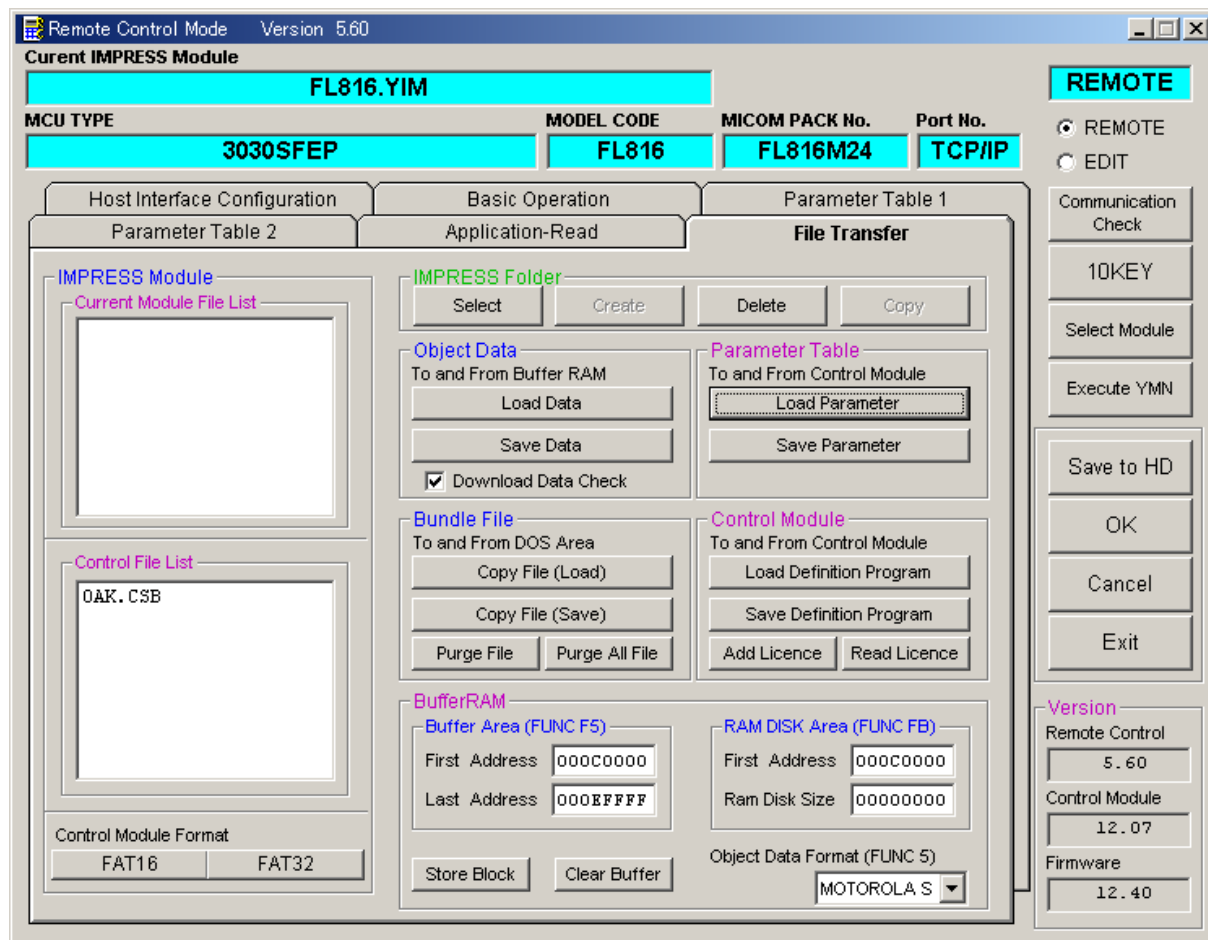 Remote Control Mode Version 5.60
Curent IMPRESS Module
FL816.YIM
REMOTE
MCU TYPE MODEL CODE MICOM PACK No. Port No.
3030SFEP FL816 FL816M24 TCP/IP
REMOTE
EDIT
Host Interface Configuration Basic Operation Parameter Table 1
Parameter Table 2 Application-Read File Transfer
Communication
Check
10KEY
Select Module
Execute YMN
Save to HD
OK
Cancel
Exit
IMPRESS Module
Current Module File List
Control File List
OAK.CSB
Control Module Format
FAT16 FAT32
IMPRESS Folder
Select Create Delete Copy
Object Data
To and From Buffer RAM
Load Data
Save Data
Download Data Check
Parameter Table
To and From Control Module
Load Parameter
Save Parameter
Bundle File
To and From DOS Area
Copy File (Load)
Copy File (Save)
Purge File Purge All File
Control Module
To and From Control Module
Load Definition Program
Save Definition Program
Add Licence Read Licence
BufferRAM
Buffer Area (FUNC F5)
First Address 000C0000
Last Address 000EFFFF
RAM DISK Area (FUNC FB)
First Address 000C0000
Ram Disk Size 00000000
Store Block Clear Buffer
Object Data Format (FUNC 5)
MOTOROLA S
Version
Remote Control
5.60
Control Module
12.07
Firmware
12.40